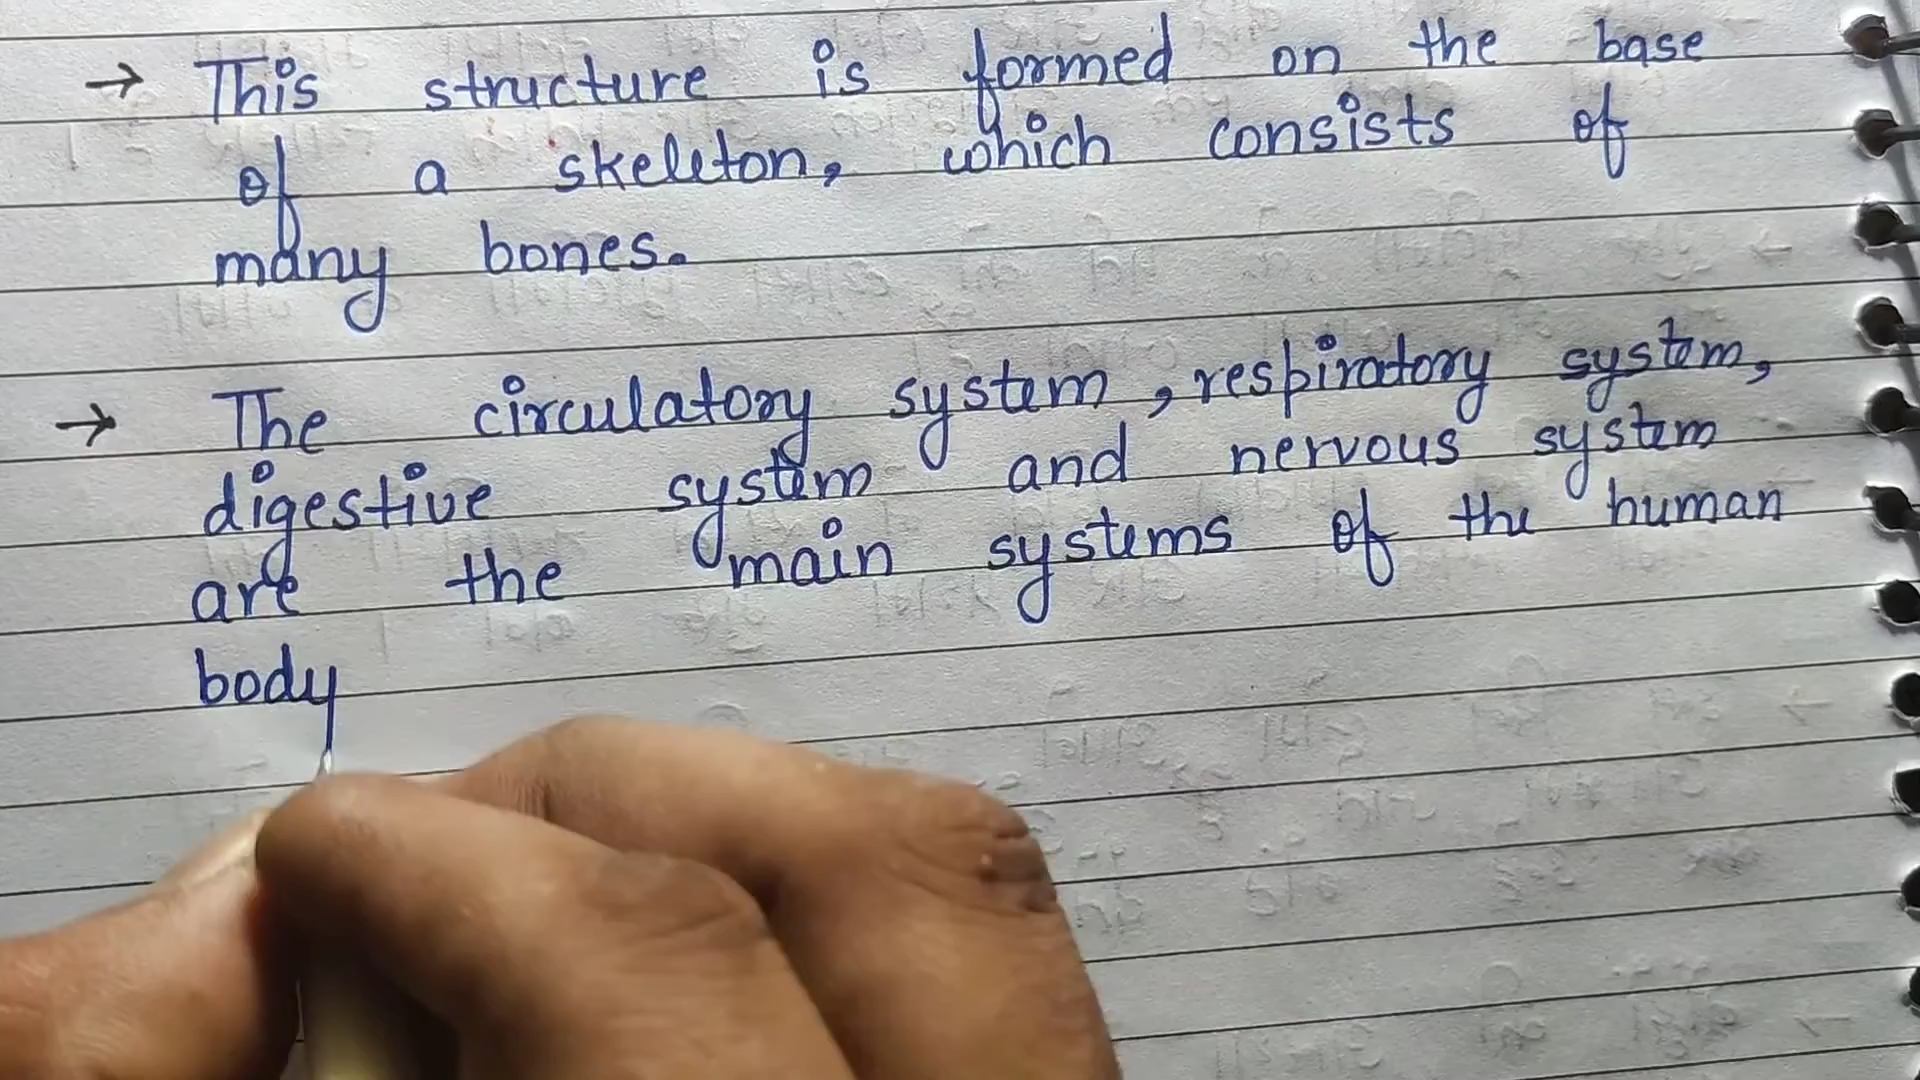 → This structure is formed on the base
of a skeleton, which consists of
many bones.
→ The circulatory system, respiratory system,
digestive system and nervous system
are the main systems of the human
body